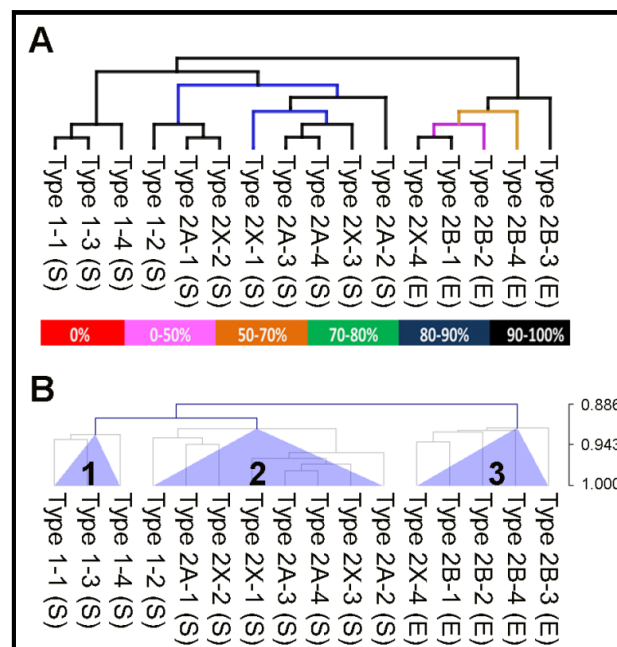 A
Type 1-1 (S)
Type 1-3 (S)
Type 1-4 (S)
Type 1-2 (S)
Type 2A-1 (S)
Type 2X-2 (S)
Type 2X-1 (S)
Type 2A-3 (S)
Type 2A-4 (S)
Type 2X-3 (S)
Type 2A-2 (S)
Type 2X-4 (E)
Type 2B-1 (E)
Type 2B-2 (E)
Type 2B-4 (E)
Type 2B-3 (E)
0% 0-50% 50-70% 70-80% 80-90% 90-100%
B
0.886
0.943
1.000
1 2 3
Type 1-1 (S)
Type 1-3 (S)
Type 1-4 (S)
Type 1-2 (S)
Type 2A-1 (S)
Type 2X-2 (S)
Type 2X-1 (S)
Type 2A-3 (S)
Type 2A-4 (S)
Type 2X-3 (S)
Type 2A-2 (S)
Type 2X-4 (E)
Type 2B-1 (E)
Type 2B-2 (E)
Type 2B-4 (E)
Type 2B-3 (E)